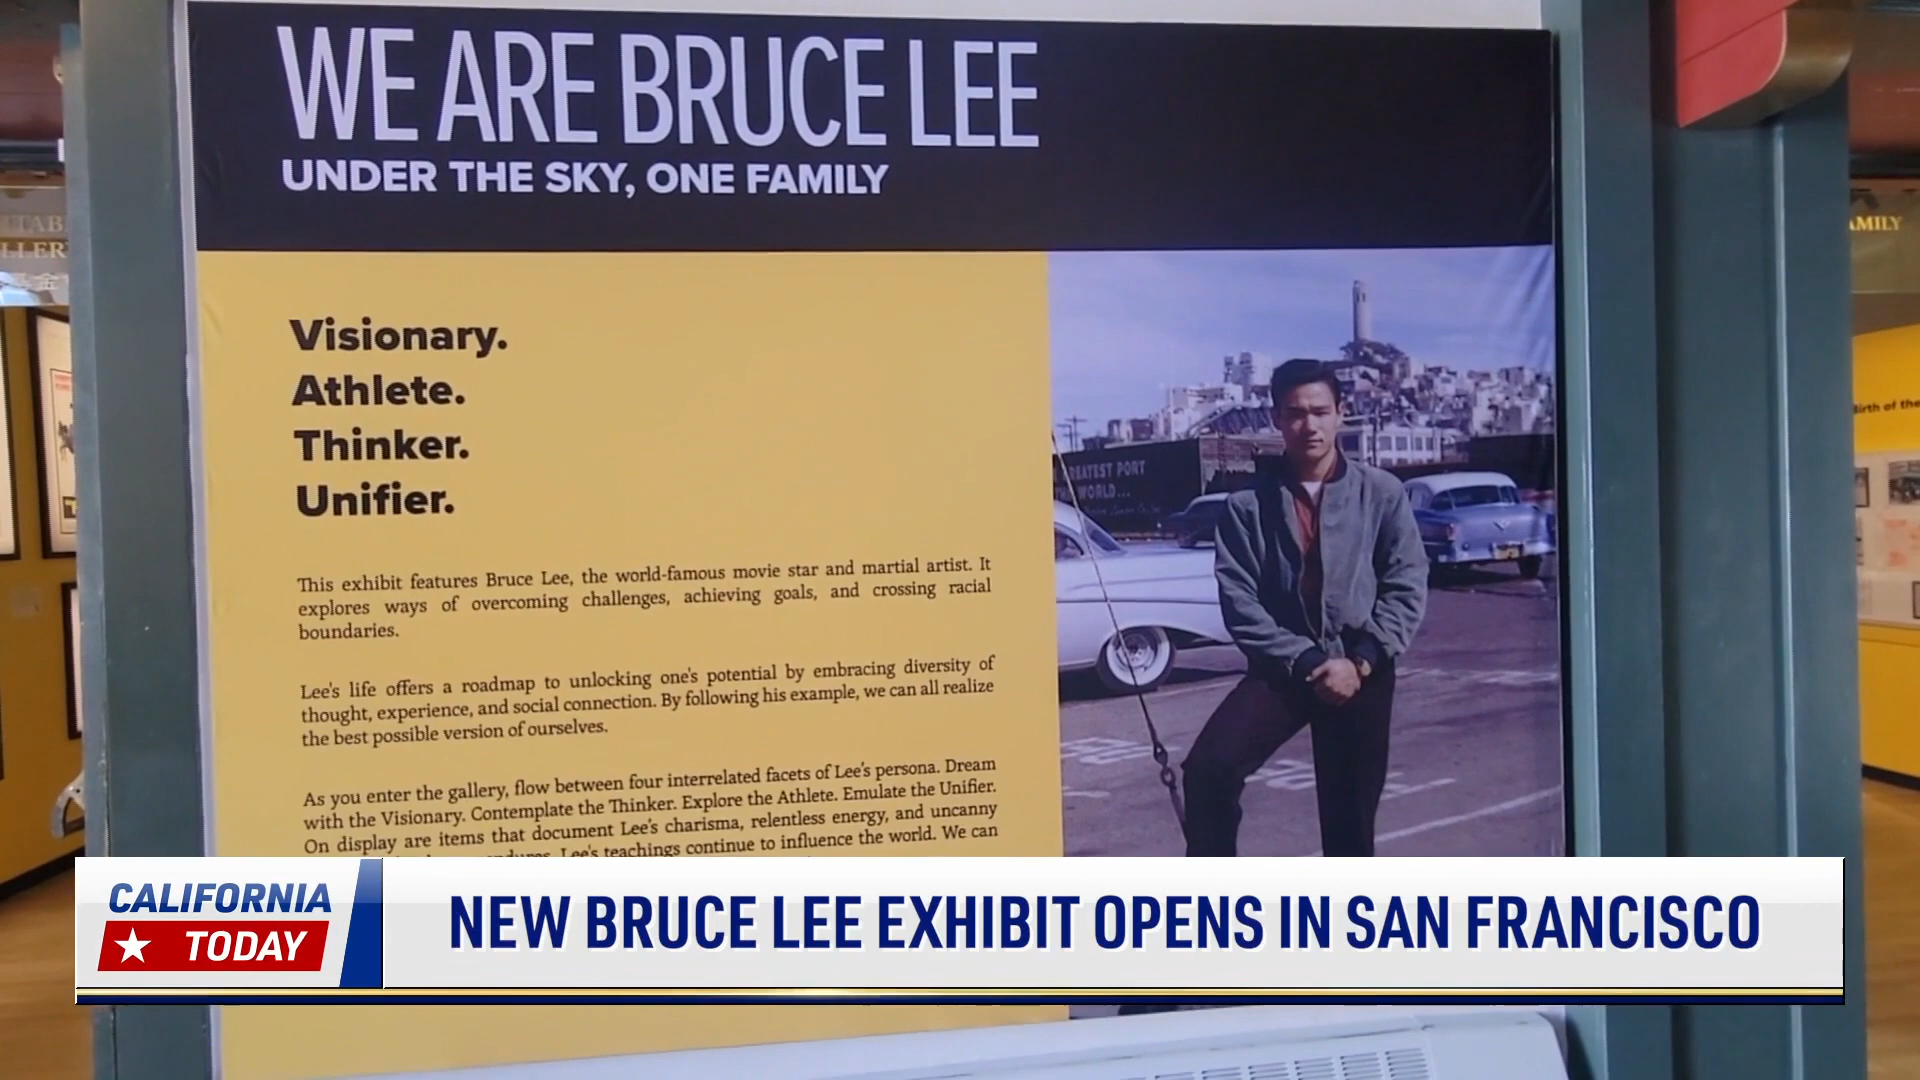 WE ARE BRUCE LEE
UNDER THE SKY, ONE FAMILY
Visionary.
Athlete.
Thinker.
Unifier.
This exhibit features Bruce Lee, the world-famous movie star and martial artist. It
explores ways of overcoming challenges, achieving goals, and crossing racial
boundaries.
Lee's life offers a roadmap to unlocking one's potential by embracing diversity of
thought, experience, and social connection. By following his example, we can all realize
the best possible version of ourselves.
As you enter the gallery, flow between four interrelated facets of Lee's persona. Dream
with the Visionary. Contemplate the Thinker. Explore the Athlete. Emulate the Unifier.
On display are items that document Lee's charisma, relentless energy, and uncanny
Lee's teachings continue to influence the world. We can
REATEST PORT
WORLD...
AMILY
Birth of the
CALIFORNIA
TODAY
NEW BRUCE LEE EXHIBIT OPENS IN SAN FRANCISCO